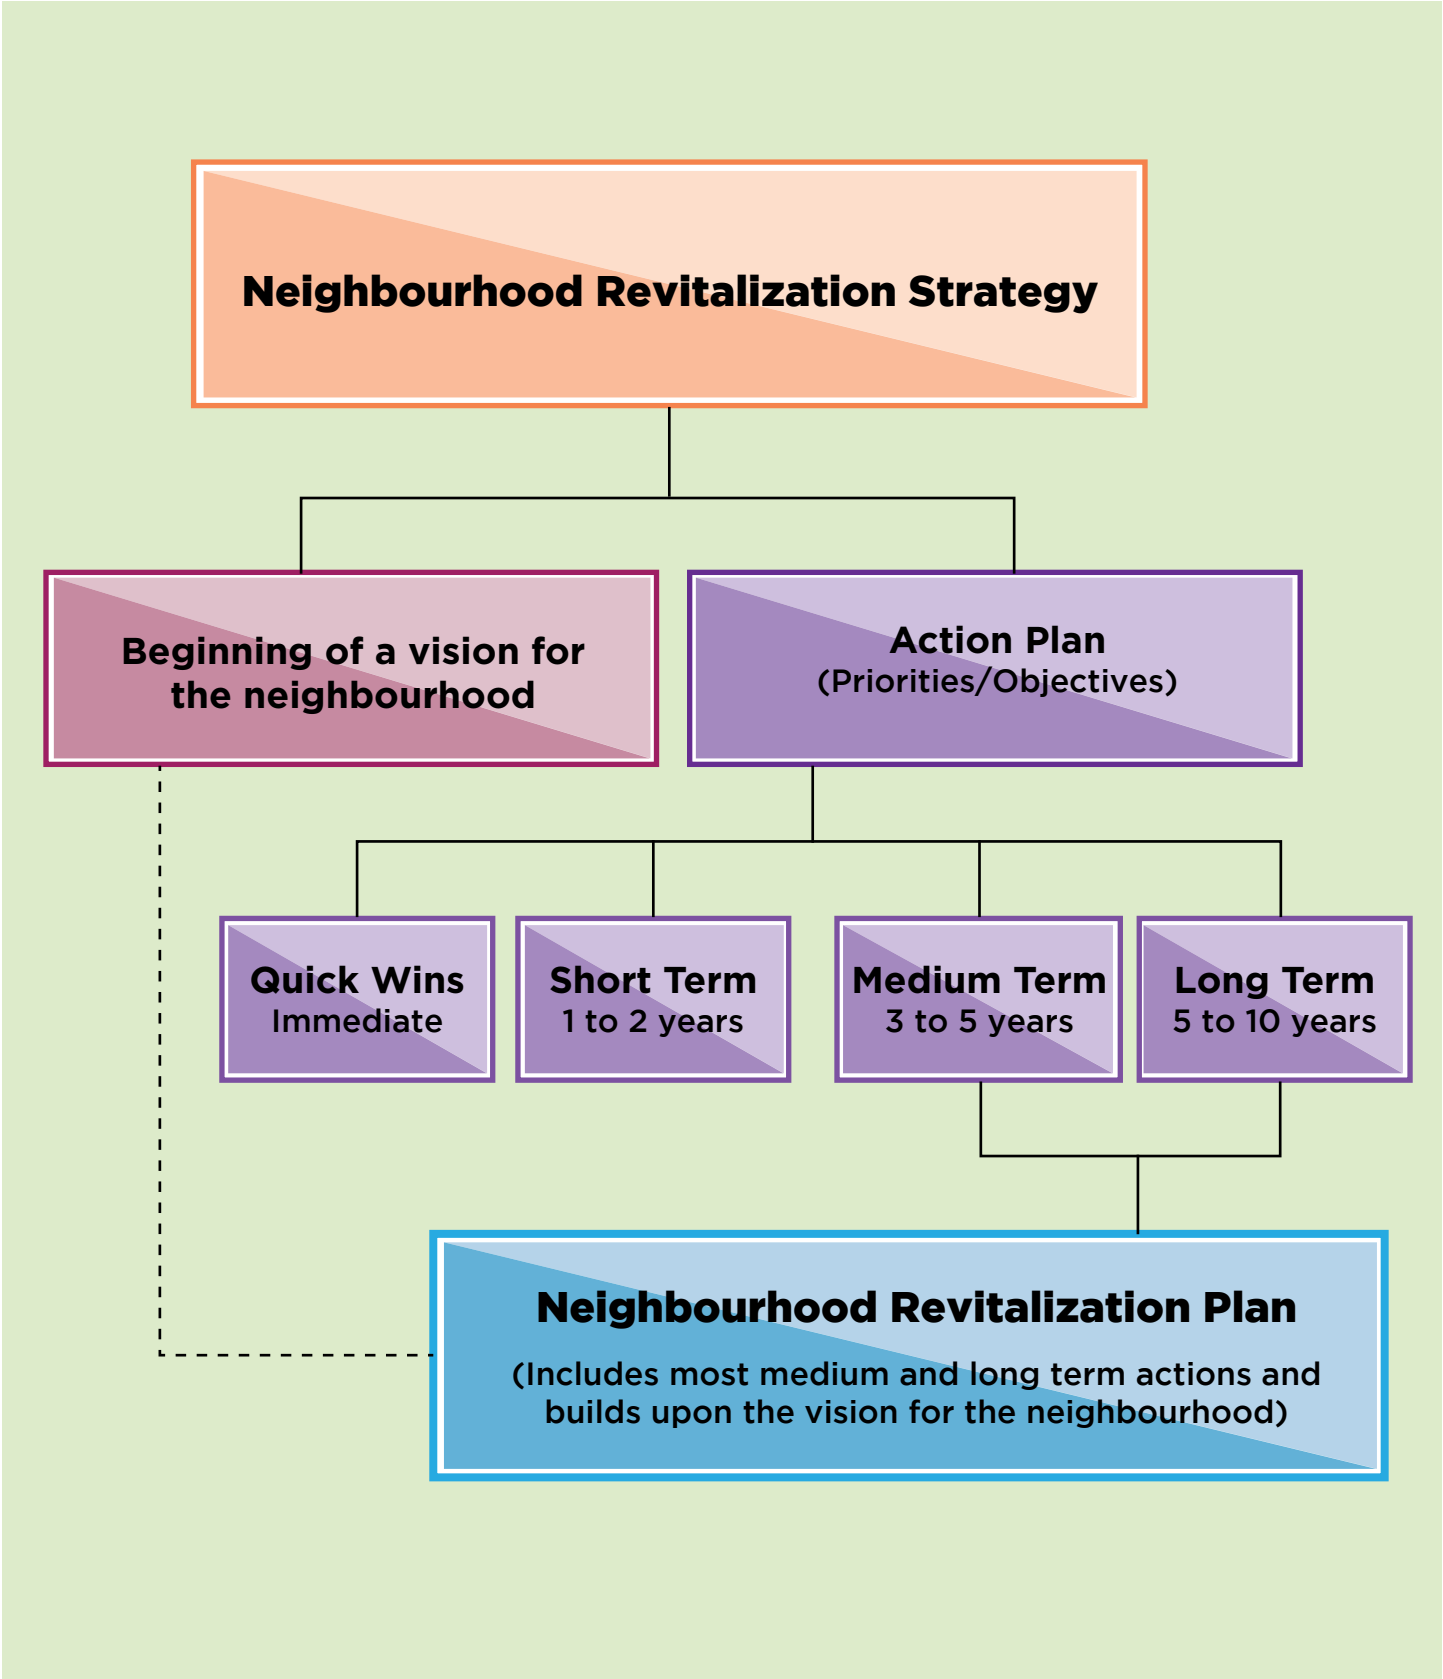 Neighbourhood Revitalization Strategy
Beginning of a vision for
the neighbourhood
Action Plan
(Priorities/Objectives)
Quick Wins
Immediate
Short Term
1 to 2 years
Medium Term
3 to 5 years
Long Term
5 to 10 years
Neighbourhood Revitalization Plan
(Includes most medium and long term actions and
builds upon the vision for the neighbourhood)